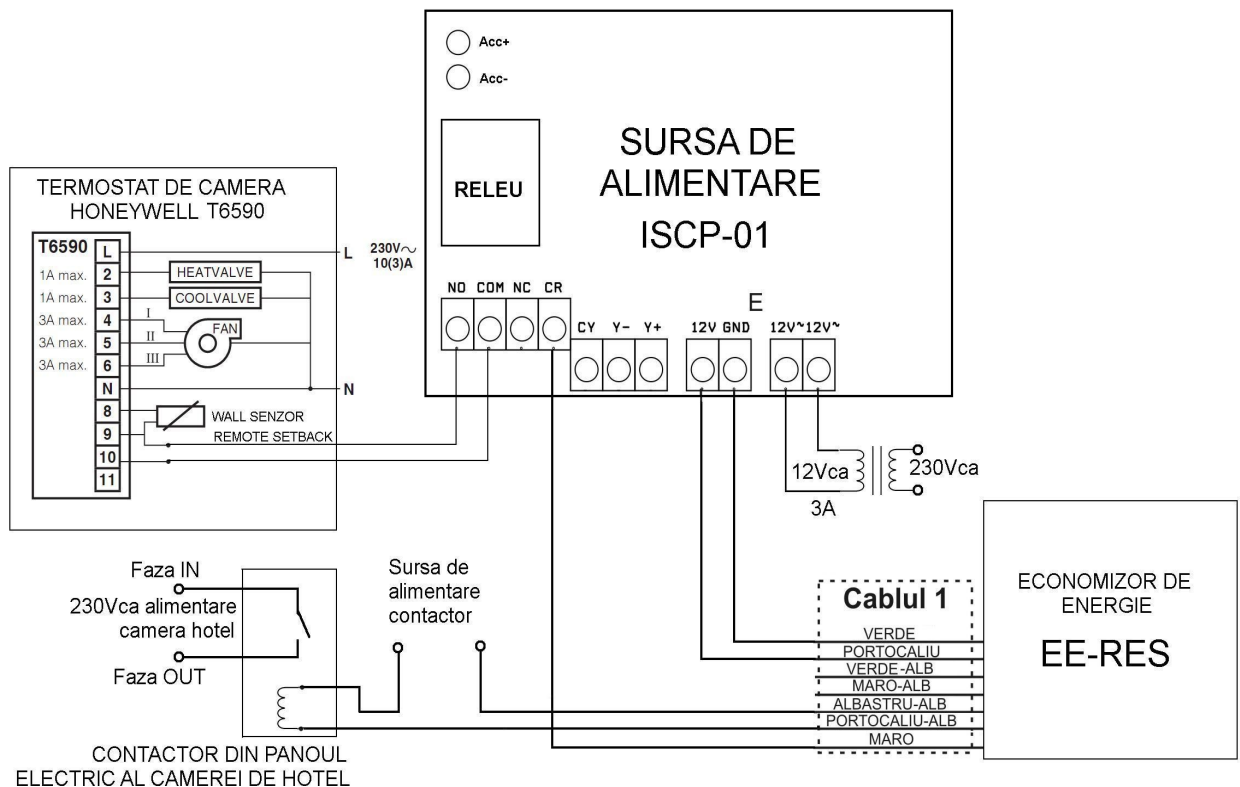 Acc+
Acc-
RELEU
SURSA DE
ALIMENTARE
ISCP-01
NO COM NC CR
CY Y- Y+
E
12V GND
12V~ 12V~
TERMOSTAT DE CAMERA
HONEYWELL T6590
T6590
L
1A max. 2 HEATVALVE
1A max. 3 COOLVALVE
3A max. 4 I
FAN
3A max. 5 II
3A max. 6 III
N
8
WALL SENZOR
9
REMOTE SETBACK
10
11
L
230V~
10(3)A
N
12Vca
3A
230Vca
Faza IN
230Vca alimentare
camera hotel
Faza OUT
Sursa de
alimentare
contactor
CONTACTOR DIN PANOUL
ELECTRIC AL CAMEREI DE HOTEL
Cablul 1
VERDE
PORTOCALIU
VERDE-ALB
MARO-ALB
ALBASTRU-ALB
PORTOCALIU-ALB
MARO
ECONOMIZOR DE
ENERGIE
EE-RES